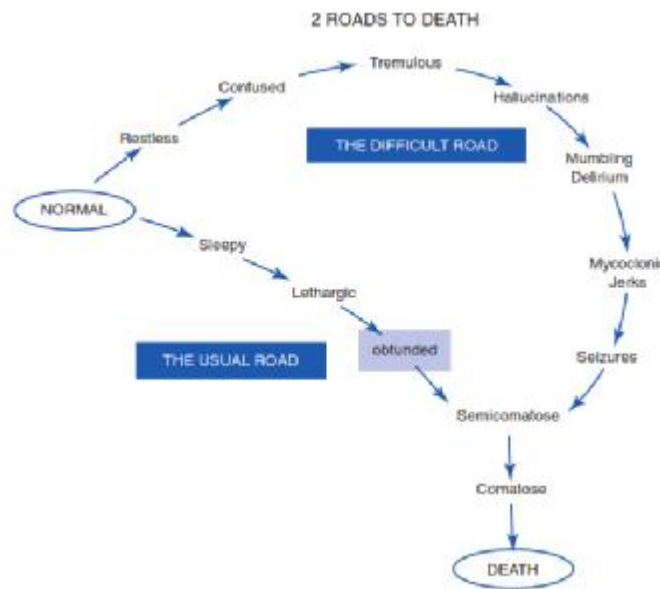 2 ROADS TO DEATH
Tremulous
Confused
Hallucinations
Restless
THE DIFFICULT ROAD
Mumbling
Delirium
NORMAL
Sleepy
Mycoclonic
Jerks
Lethargic
THE USUAL ROAD
obtunded
Seizures
Semicomatose
Comatose
DEATH